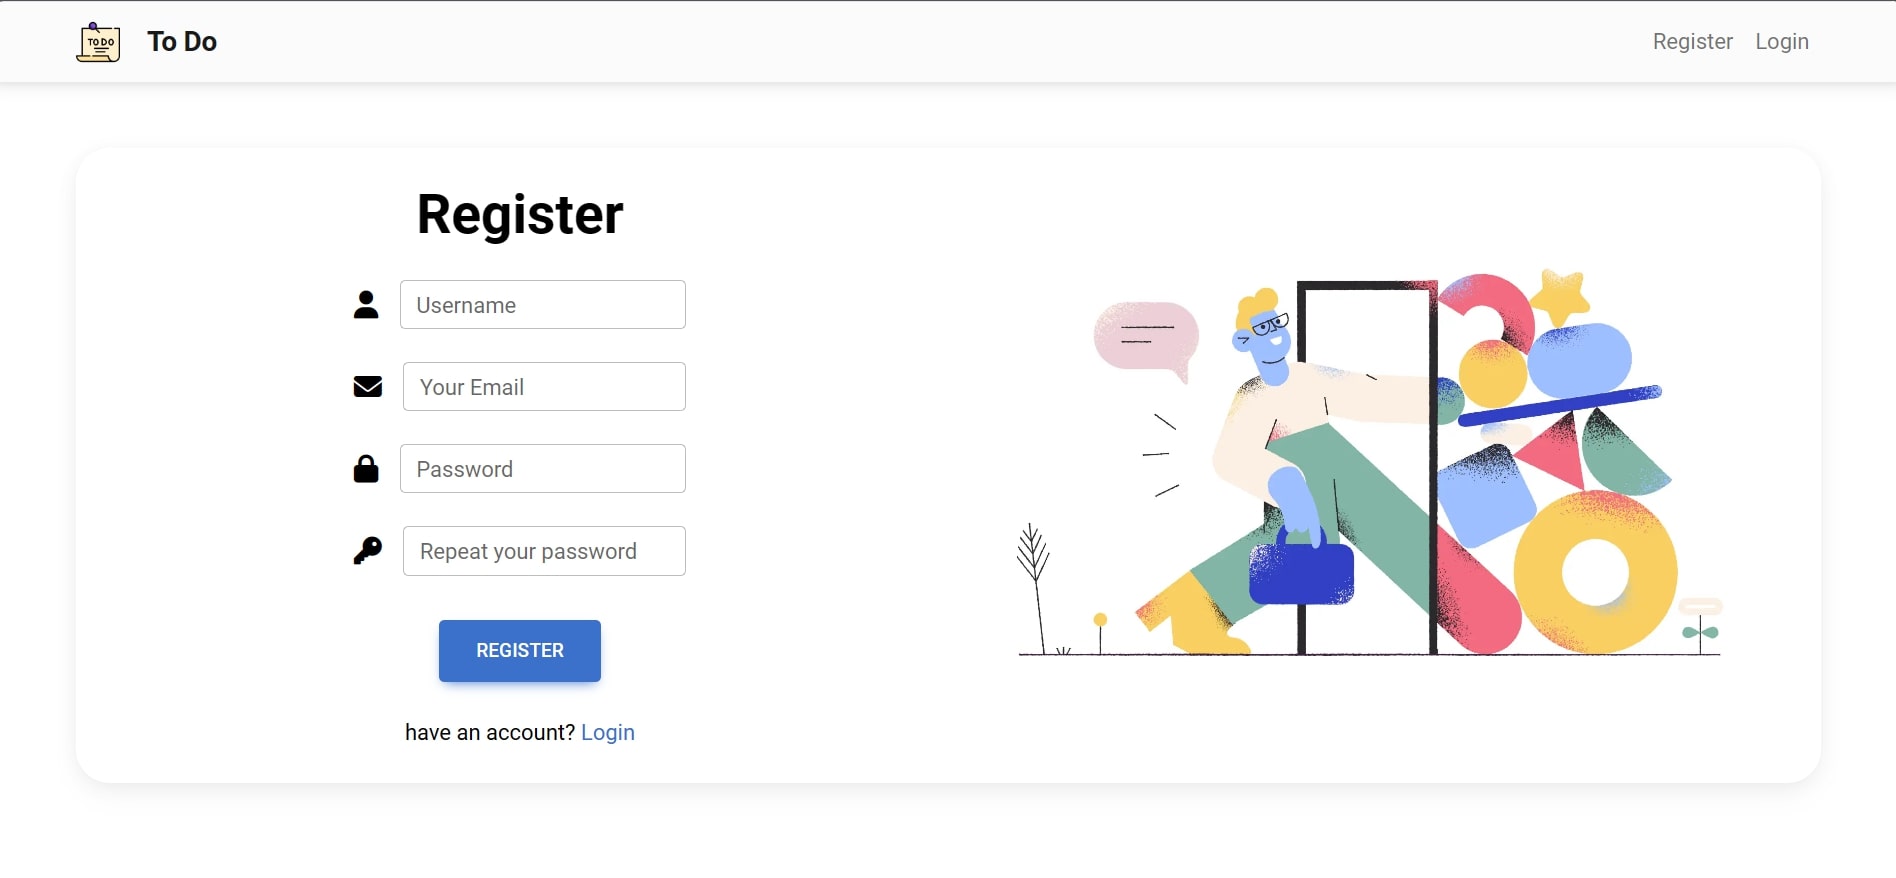 TO DO
To Do
Register Login
Register
Username
Your Email
Password
Repeat your password
REGISTER
have an account? Login